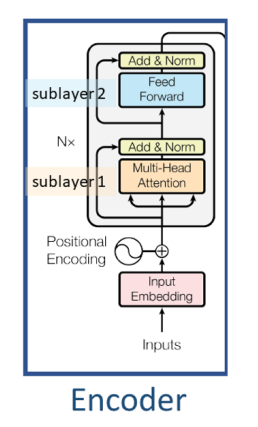 Add & Norm
sublayer 2
Feed
Forward
N×
Add & Norm
sublayer 1
Multi-Head
Attention
Positional
Encoding
Input
Embedding
Inputs
Encoder